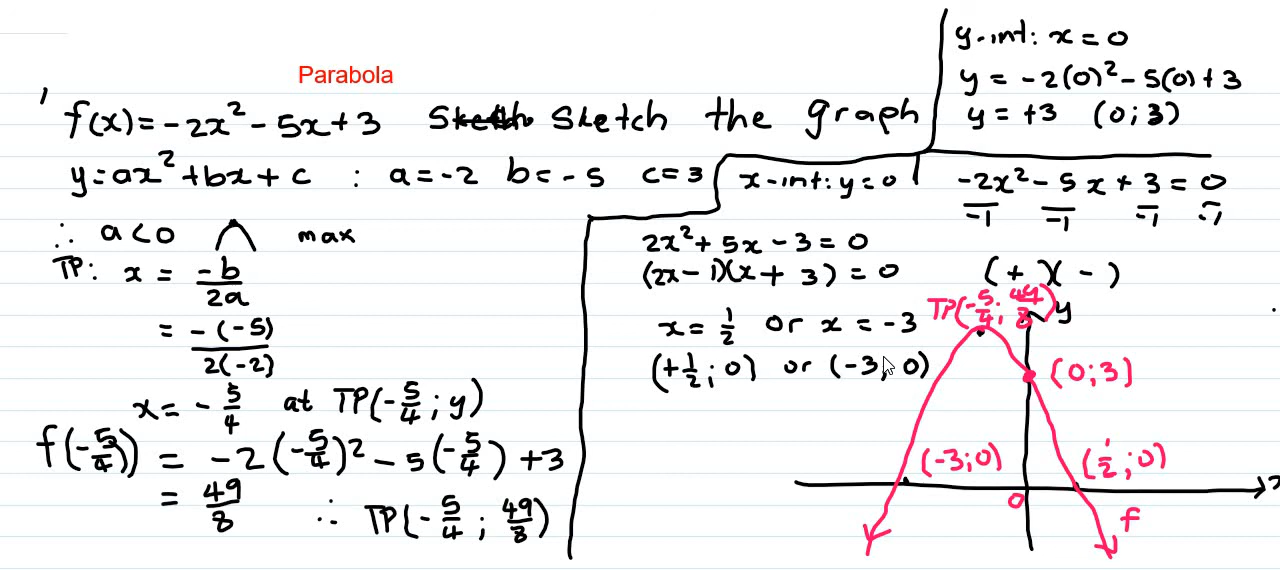 Parabola
' f(x) = -2x² - 5x + 3 Sketch Sketch the graph
y = ax² + bx + c : a = -2 b = -5 c = 3
∴ a < 0 max
TP: x = -b/2a
= -(-5)/2(-2)
x = -5/4 at TP(-5/4 ; y)
f(-5/4) = -2(-5/4)² - 5(-5/4) + 3
= 49/8 ∴ TP(-5/4 ; 49/8)
y-int: x = 0
y = -2(0)² - 5(0) + 3
y = +3 (0 ; 3)
x-int: y = 0
-2x² - 5x + 3 = 0
-1 -1 -1 -1
2x² + 5x - 3 = 0
(2x - 1)(x + 3) = 0 ( + )( - )
x = 1/2 or x = -3
(+1/2 ; 0) or (-3 ; 0)
TP(-5/4 ; 49/8)
y
(0 ; 3)
(-3 ; 0)
(1/2 ; 0)
0
x
f